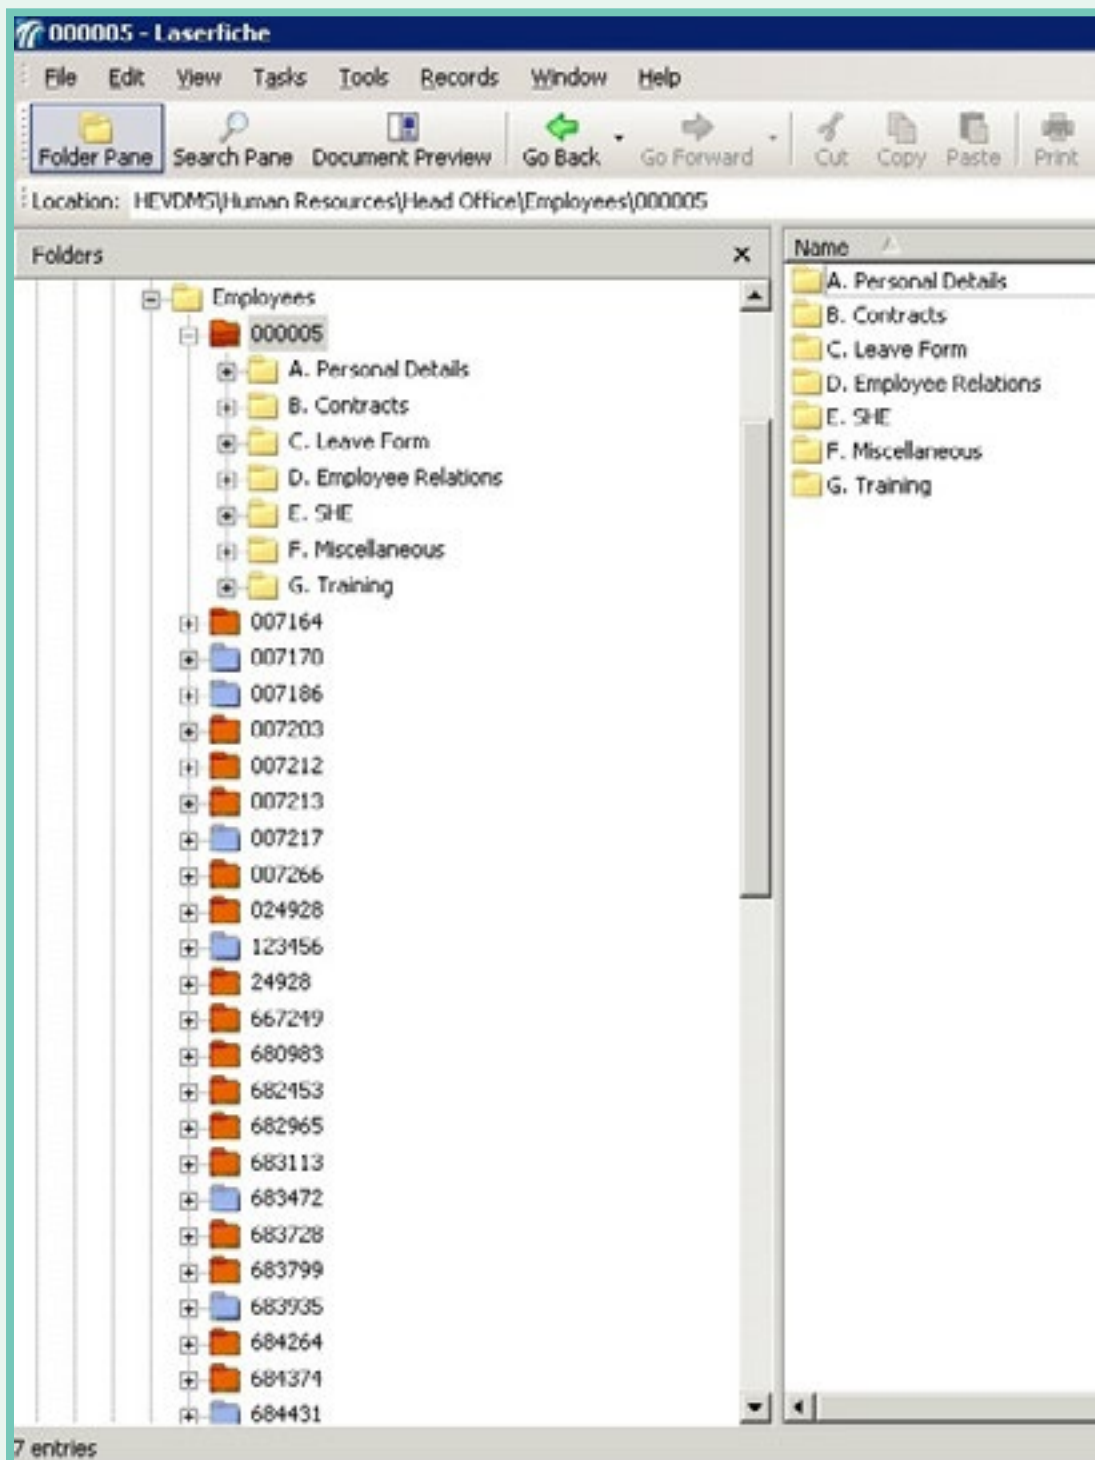 000005 - Laserfiche
File Edit View Tasks Tools Records Window Help
Folder Pane Search Pane Document Preview Go Back Go Forward Cut Copy Paste Print
Location: HEVDMS\Human Resources\Head Office\Employees\000005
Folders
Employees
000005
A. Personal Details
B. Contracts
C. Leave Form
D. Employee Relations
E. SHE
F. Miscellaneous
G. Training
007164
007170
007186
007203
007212
007213
007217
007266
024928
123456
24928
667249
680983
682453
682965
683113
683472
683728
683799
683935
684264
684374
684431
Name
A. Personal Details
B. Contracts
C. Leave Form
D. Employee Relations
E. SHE
F. Miscellaneous
G. Training
7 entries